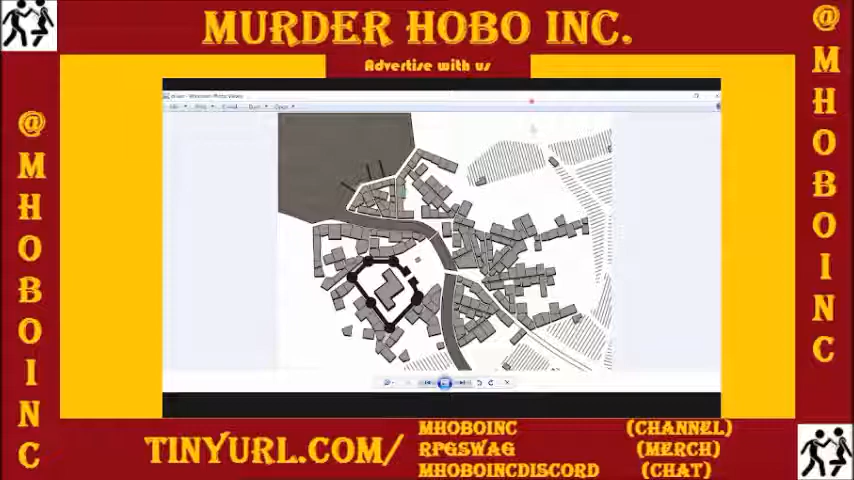 MURDER HOBO INC.
Advertise with us
@MHOBOINC
@MHOBOINC
TINYURL.COM/
MHOBOINC (CHANNEL)
RPGSWAG (MERCH)
MHOBOINCDISCORD (CHAT)